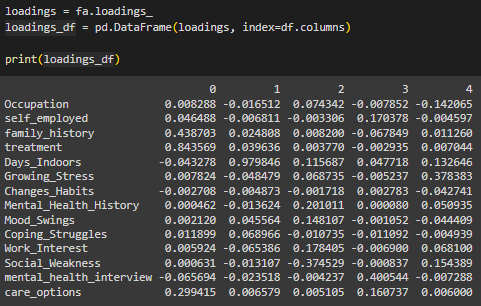 loadings = fa.loadings_
loadings_df = pd.DataFrame(loadings, index=df.columns)
print(loadings_df)
0 1 2 3 4
Occupation 0.008288 -0.016512 0.074342 -0.007852 -0.142065
self_employed 0.046488 -0.006811 -0.003306 0.170378 -0.004597
family_history 0.438703 0.024808 0.008200 -0.067849 0.011260
treatment 0.843569 0.039636 0.003770 -0.002935 0.007044
Days_Indoors -0.043278 0.979846 0.115687 0.047718 0.132646
Growing_Stress 0.007824 -0.048479 0.068735 -0.005237 0.378383
Changes_Habits -0.002708 -0.004873 -0.001718 0.002783 -0.042741
Mental_Health_History 0.000462 -0.013624 0.201011 0.000080 0.050935
Mood_Swings 0.002120 0.045564 0.148107 -0.001052 -0.044409
Coping_Struggles 0.011899 0.068966 -0.010735 -0.011092 -0.004939
Work_Interest 0.005924 -0.065386 0.178405 -0.006900 0.068100
Social_Weakness 0.000631 -0.013107 -0.374529 -0.000837 0.154389
mental_health_interview -0.065694 -0.023518 -0.004237 0.400544 -0.007288
care_options 0.299415 0.006579 0.005105 0.160737 0.006000